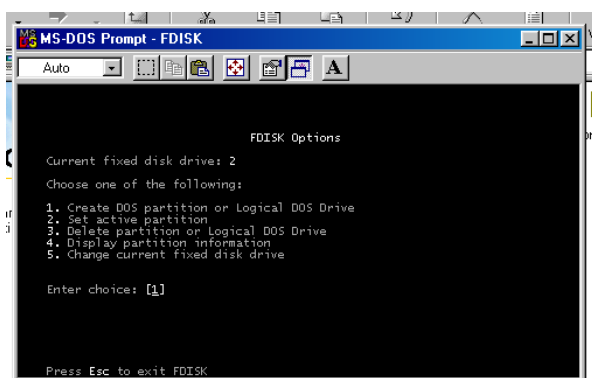 MS-DOS Prompt - FDISK
Auto
A
FDISK Options
Current fixed disk drive: 2
Choose one of the following:
1. Create DOS partition or Logical DOS Drive
2. Set active partition
3. Delete partition or Logical DOS Drive
4. Display partition information
5. Change current fixed disk drive
Enter choice: [1]
Press Esc to exit FDISK